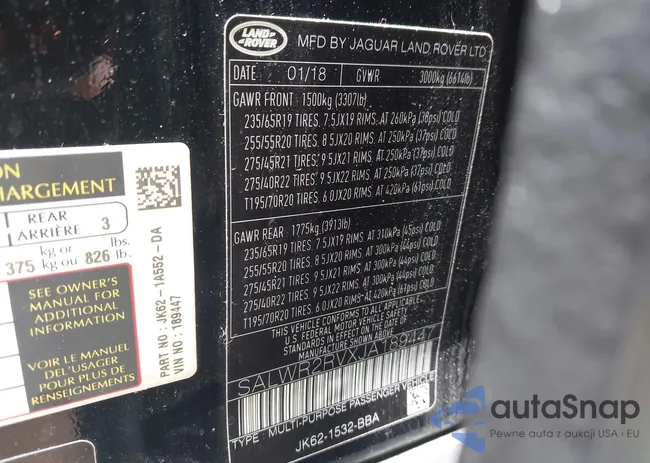 LAND ROVER
MFD BY JAGUAR LAND ROVER LTD
DATE 01/18 GVWR 3000kg (6614lb)
GAWR FRONT: 1500kg (3307lb)
235/65R19 TIRES, 7.5JX19 RIMS, AT 260kPa (38psi) COLD
255/55R20 TIRES, 8.5JX20 RIMS, AT 250kPa (37psi) COLD
275/45R21 TIRES, 9.5JX21 RIMS, AT 250kPa (37psi) COLD
275/40R22 TIRES, 9.5JX22 RIMS, AT 250kPa (37psi) COLD
T195/70R20 TIRES, 6.0JX20 RIMS, AT 420kPa (61psi) COLD
GAWR REAR: 1775kg (3913lb)
235/65R19 TIRES, 7.5JX19 RIMS, AT 310kPa (45psi) COLD
255/55R20 TIRES, 8.5JX20 RIMS, AT 300kPa (44psi) COLD
275/45R21 TIRES, 9.5JX21 RIMS, AT 300kPa (44psi) COLD
275/40R22 TIRES, 9.5JX22 RIMS, AT 300kPa (44psi) COLD
T195/70R20 TIRES, 6.0JX20 RIMS, AT 420kPa (61psi) COLD
THIS VEHICLE CONFORMS TO ALL APPLICABLE
U.S. FEDERAL MOTOR VEHICLE SAFETY
STANDARDS IN EFFECT ON THE DATE OF
MANUFACTURE SHOWN ABOVE.
SALWR2RVXJA189447
TYPE: MULTI-PURPOSE PASSENGER VEHICLE
JK62-1532-BBA
ON
HARGEMENT
REAR
ARRIÈRE 3
375 kg or
kg ou 826 lbs.
lb.
SEE OWNER'S
MANUAL FOR
ADDITIONAL
INFORMATION
VOIR LE MANUEL
DEL'USAGER
POUR PLUS DE
RENSEIGNEMENTS
PART NO: JK62-1A552-DA
VIN NO: 189447
autaSnap
Pewne auta z aukcji USA i EU